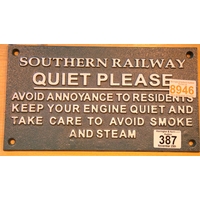 SOUTHERN RAILWAY
QUIET PLEASE
8946
AVOID ANNOYANCE TO RESIDENTS
KEEP YOUR ENGINE QUIET AND
TAKE CARE TO AVOID SMOKE
AND STEAM
387